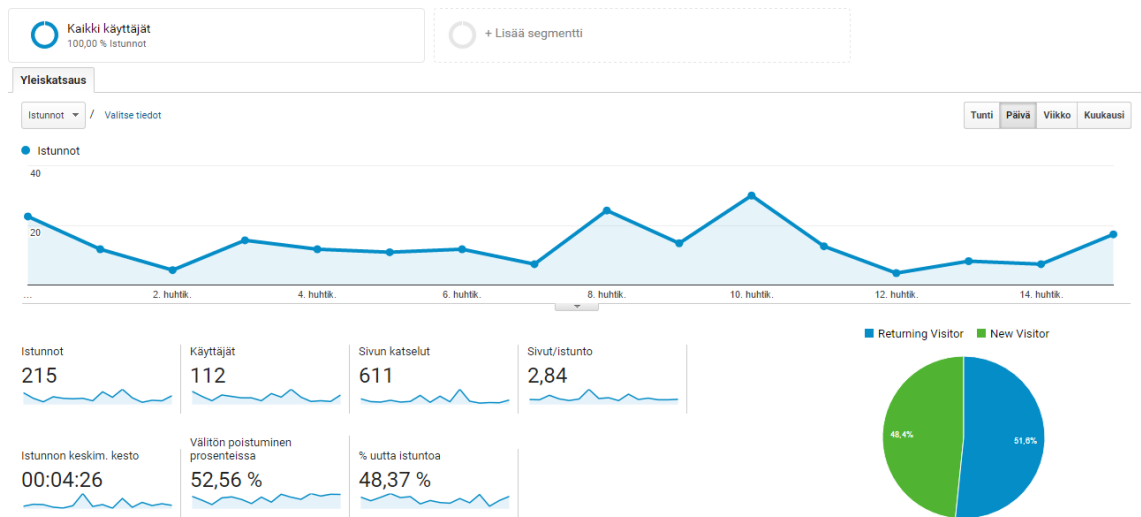 Kaikki käyttäjät
100,00 % Istunnot
+ Lisää segmentti
Yleiskatsaus
Istunnot / Valitse tiedot
Tunti Päivä Viikko Kuukausi
Istunnot
40
20
... 2. huhtik. 4. huhtik. 6. huhtik. 8. huhtik. 10. huhtik. 12. huhtik. 14. huhtik.
Returning Visitor New Visitor
Istunnot
215
Käyttäjät
112
Sivun katselut
611
Sivut/istunto
2,84
Istunnon keskim. kesto
00:04:26
Välitön poistuminen
prosenteissa
52,56 %
% uutta istuntoa
48,37 %
48,4%
51,6%